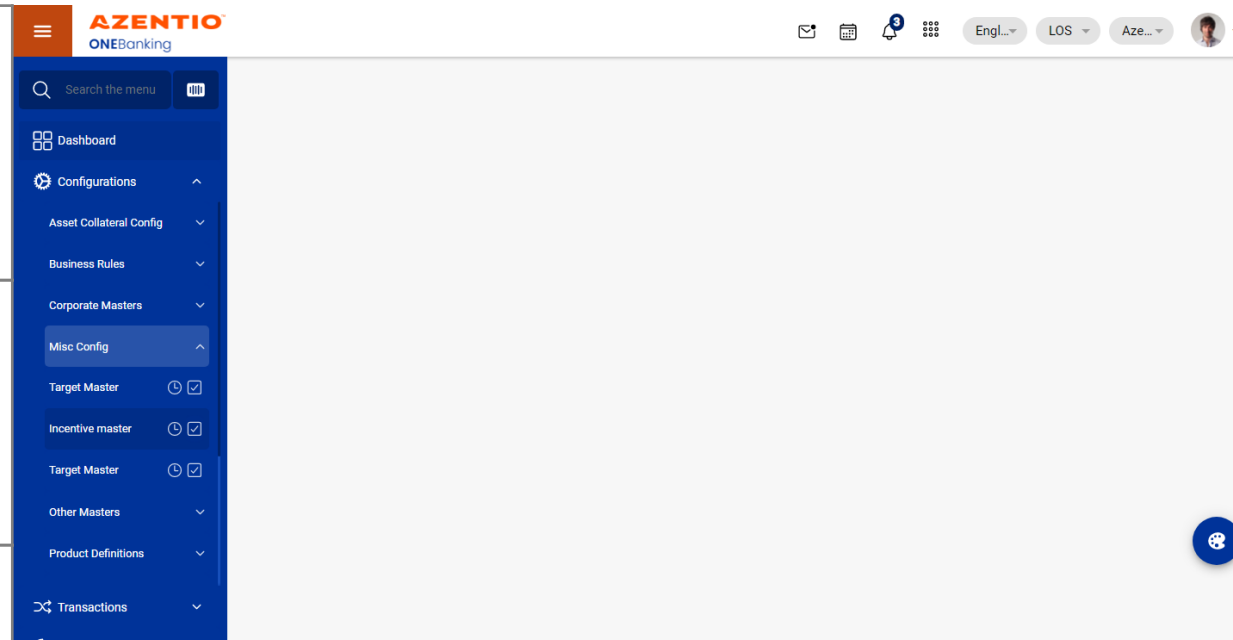 AZENTIO
ONEBanking
3
Engl...
LOS
Aze...
Search the menu
Dashboard
Configurations
Asset Collateral Config
Business Rules
Corporate Masters
Misc Config
Target Master
Incentive master
Target Master
Other Masters
Product Definitions
Transactions